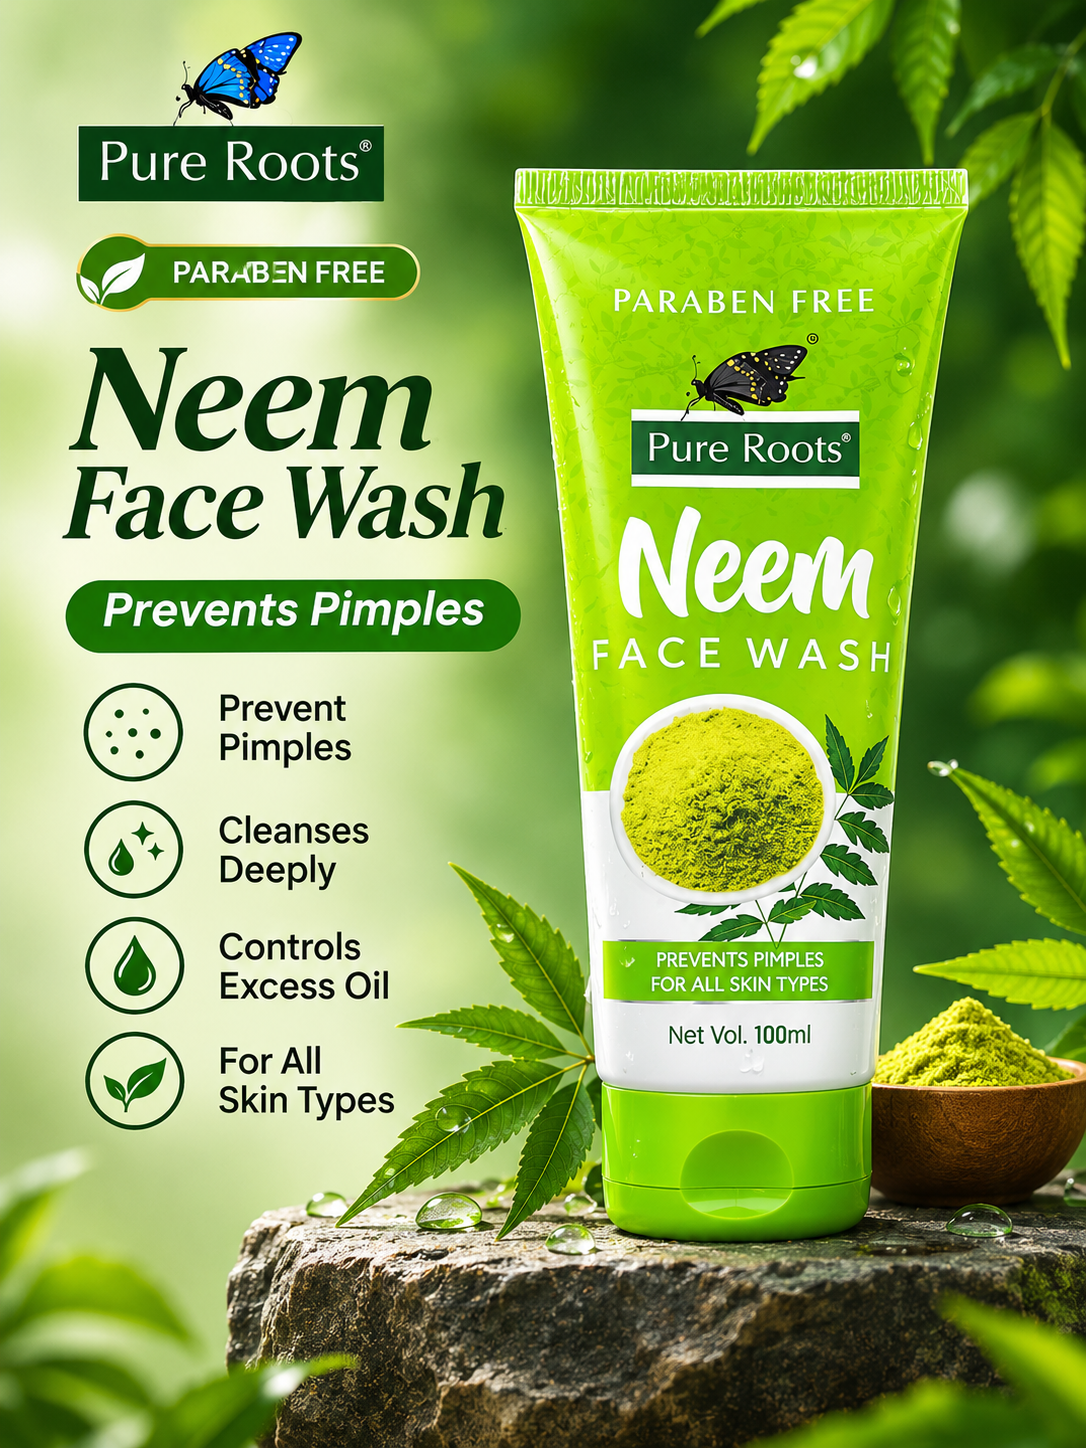 Pure Roots®
PARABEN FREE
Neem
Face Wash
Prevents Pimples
Prevent
Pimples
Cleanses
Deeply
Controls
Excess Oil
For All
Skin Types
PARABEN FREE
Pure Roots®
Neem
FACE WASH
PREVENTS PIMPLES
FOR ALL SKIN TYPES
Net Vol. 100ml